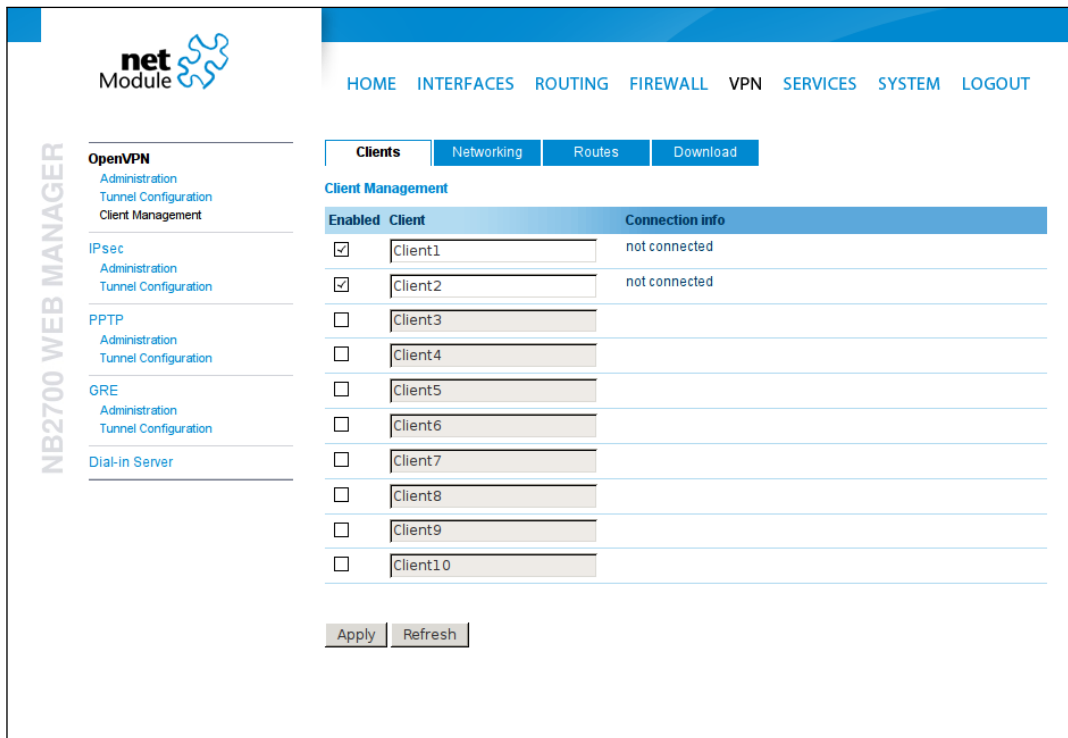 net
Module
HOME INTERFACES ROUTING FIREWALL VPN SERVICES SYSTEM LOGOUT
NB2700 WEB MANAGER
OpenVPN
Administration
Tunnel Configuration
Client Management
IPsec
Administration
Tunnel Configuration
PPTP
Administration
Tunnel Configuration
GRE
Administration
Tunnel Configuration
Dial-in Server
Clients Networking Routes Download
Client Management
Enabled Client Connection info
Client1 not connected
Client2 not connected
Client3
Client4
Client5
Client6
Client7
Client8
Client9
Client10
Apply Refresh